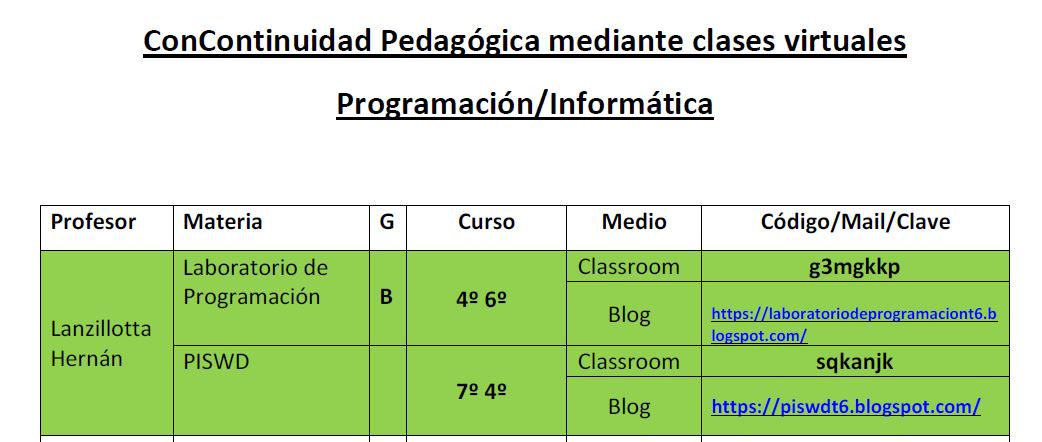 ConContinuidad Pedagógica mediante clases virtuales
Programación/Informática
Profesor Materia G Curso Medio Código/Mail/Clave
Lanzillotta
Hernán
Laboratorio de
Programación
B
4º 6º
Classroom g3mgkkp
Blog
https://laboratoriodeprogramaciont6.b
logspot.com/
PISWD
7º 4º
Classroom sqkanjk
Blog https://piswdt6.blogspot.com/